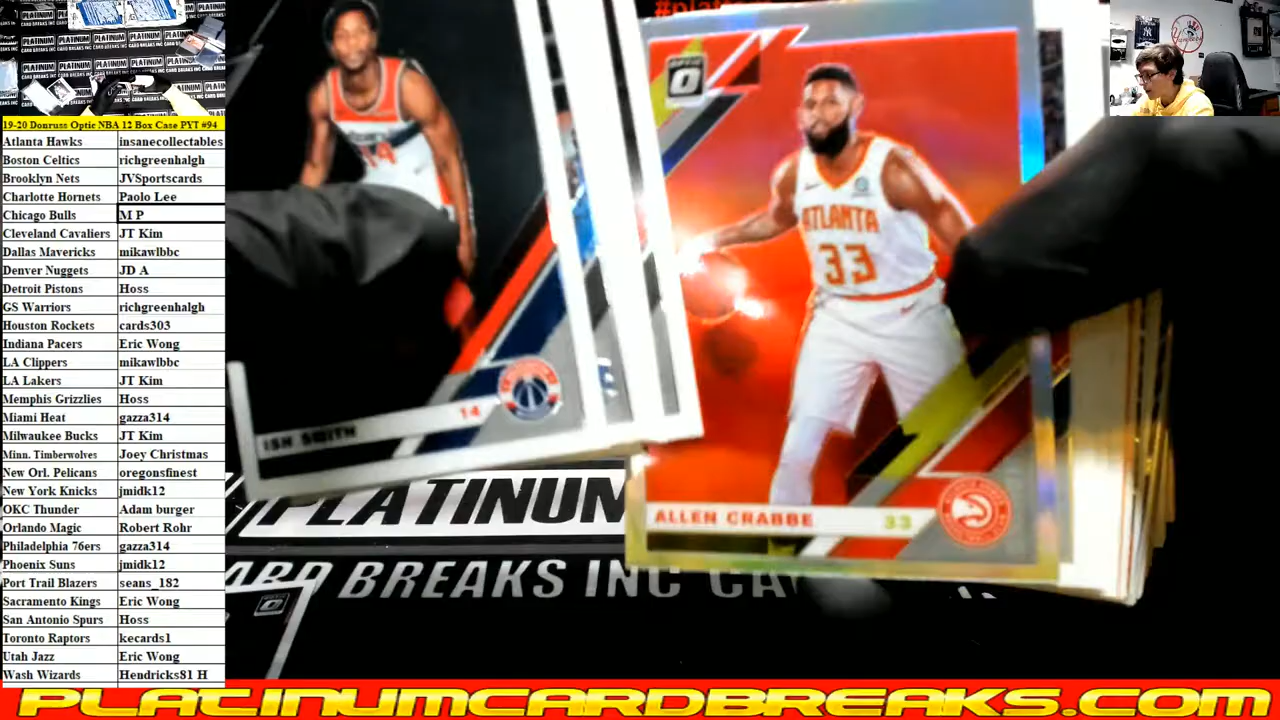 19-20 Donruss Optic NBA 12 Box Case PYT #94
Atlanta Hawks insanecollectables
Boston Celtics richgreenhalgh
Brooklyn Nets JVSportscards
Charlotte Hornets Paolo Lee
Chicago Bulls M P
Cleveland Cavaliers JT Kim
Dallas Mavericks mikawlbbc
Denver Nuggets JD A
Detroit Pistons Hoss
GS Warriors richgreenhalgh
Houston Rockets cards303
Indiana Pacers Eric Wong
LA Clippers mikawlbbc
LA Lakers JT Kim
Memphis Grizzlies Hoss
Miami Heat gazza314
Milwaukee Bucks JT Kim
Minn. Timberwolves Joey Christmas
New Orl. Pelicans oregonsfinest
New York Knicks jmidk12
OKC Thunder Adam burger
Orlando Magic Robert Rohr
Philadelphia 76ers gazza314
Phoenix Suns jmidk12
Port Trail Blazers seans_182
Sacramento Kings Eric Wong
San Antonio Spurs Hoss
Toronto Raptors kecards1
Utah Jazz Eric Wong
Wash Wizards Hendricks81 H
14
ISH SMITH 14
ATLANTA
33
ALLEN CRABBE 33
PLATINUM
CARD BREAKS INC
PLATINUMCARDBREAKS.COM